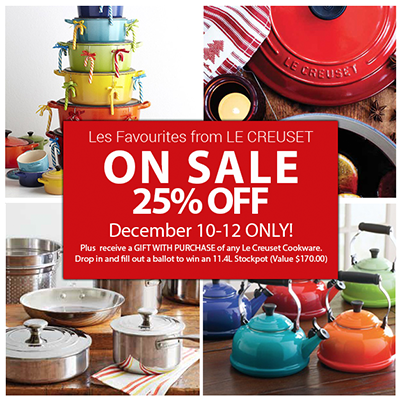 LE CREUSET
Les Favourites from LE CREUSET
ON SALE
25% OFF
December 10-12 ONLY!
Plus receive a GIFT WITH PURCHASE of any Le Creuset Cookware.
Drop in and fill out a ballot to win an 11.4L Stockpot (Value $170.00)